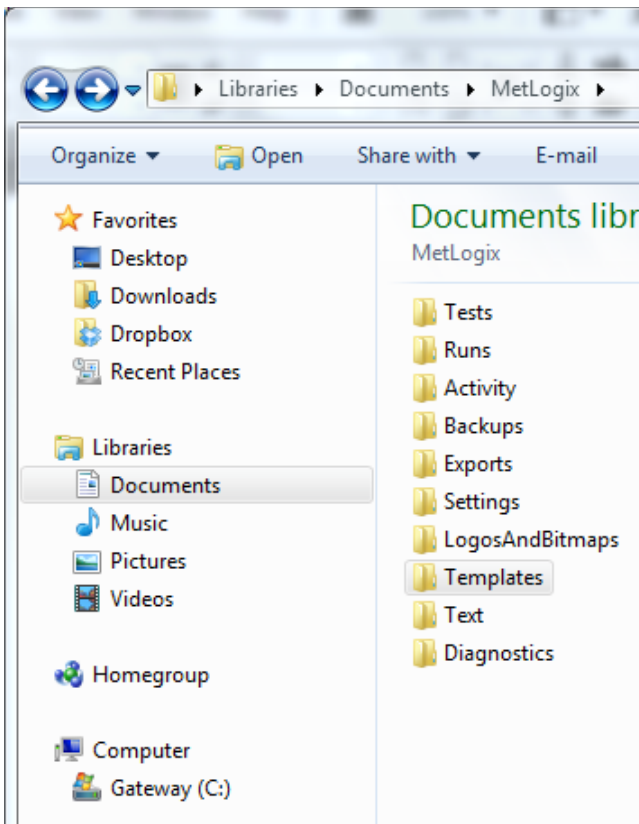 Libraries Documents MetLogix
Organize Open Share with E-mail
Favorites
Desktop
Downloads
Dropbox
Recent Places
Libraries
Documents
Music
Pictures
Videos
Homegroup
Computer
Gateway (C:)
Documents libr
MetLogix
Tests
Runs
Activity
Backups
Exports
Settings
LogosAndBitmaps
Templates
Text
Diagnostics